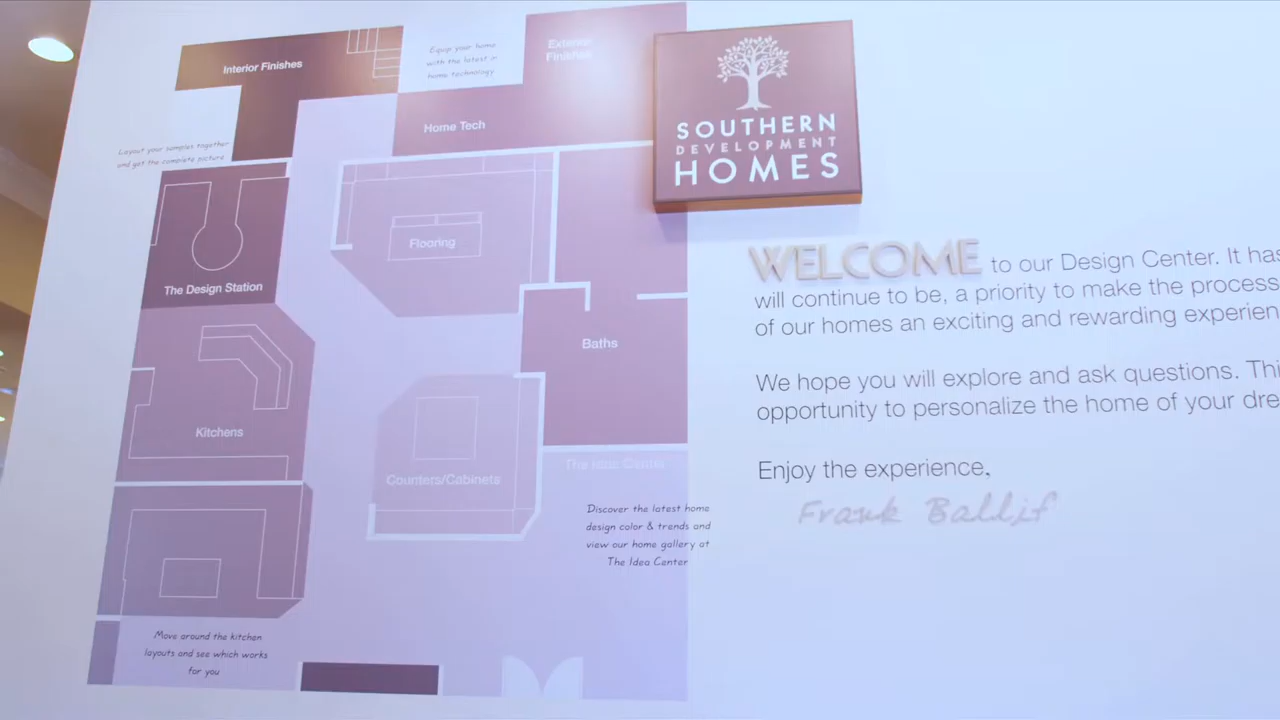 Interior Finishes
Equip your home
with the latest in
home technology
Exterior
Finishes
Home Tech
Layout your samples together
and get the complete picture
The Design Station
Flooring
Baths
Kitchens
Counters/Cabinets
The Idea Center
Discover the latest home
design color & trends and
view our home gallery at
The Idea Center
Move around the kitchen
layouts and see which works
for you
SOUTHERN
DEVELOPMENT
HOMES
WELCOME to our Design Center. It has
will continue to be, a priority to make the process
of our homes an exciting and rewarding experien
We hope you will explore and ask questions. Thi
opportunity to personalize the home of your dre
Enjoy the experience,
Frank Ballif